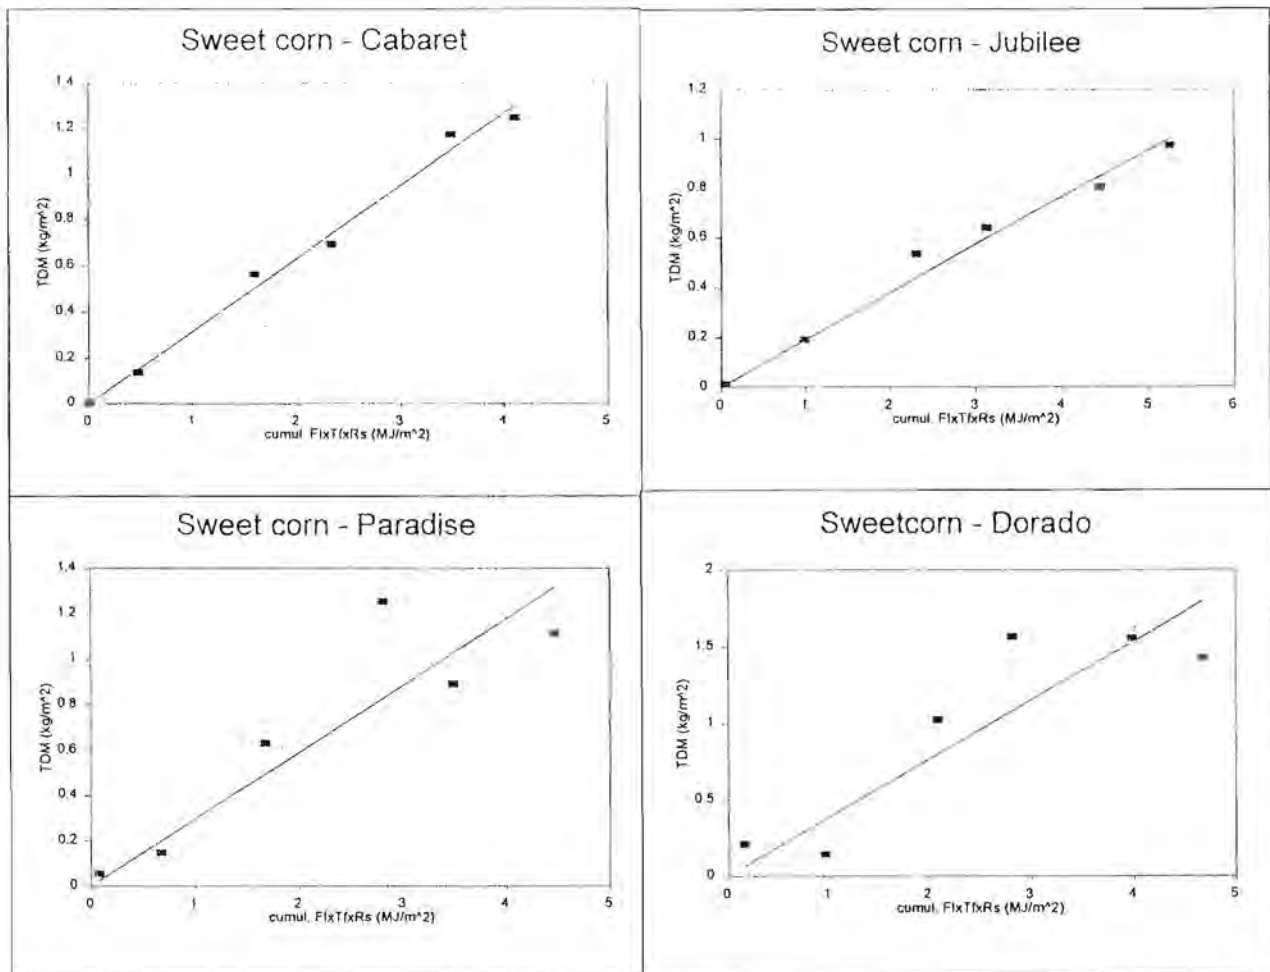 Sweet corn - Cabaret
1.4
1.2
1
0.8
0.6
0.4
0.2
0
TDM (kg/m^2)
0 1 2 3 4 5
cumul. FIxTfxRs (MJ/m^2)
Sweet corn - Jubilee
1.2
1
0.8
0.6
0.4
0.2
0
TDM (kg/m^2)
0 1 2 3 4 5 6
cumul. FIxTfxRs (MJ/m^2)
Sweet corn - Paradise
1.4
1.2
1
0.8
0.6
0.4
0.2
0
TDM (kg/m^2)
0 1 2 3 4 5
cumul. FIxTfxRs (MJ/m^2)
Sweetcorn - Dorado
2
1.5
1
0.5
0
TDM (kg/m^2)
0 1 2 3 4 5
cumul. FIxTfxRs (MJ/m^2)